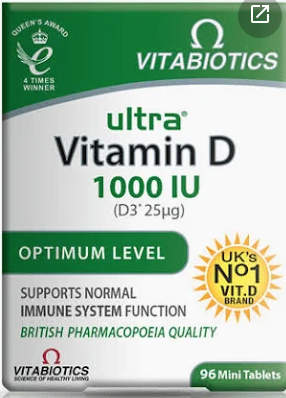 QUEEN'S AWARD
4 TIMES
WINNER
VITABIOTICS
ultra®
Vitamin D
1000 IU
(D3* 25µg)
OPTIMUM LEVEL
SUPPORTS NORMAL
IMMUNE SYSTEM FUNCTION
BRITISH PHARMACOPOEIA QUALITY
UK's
No1
VIT.D
BRAND
VITABIOTICS
SCIENCE OF HEALTHY LIVING
96 Mini Tablets